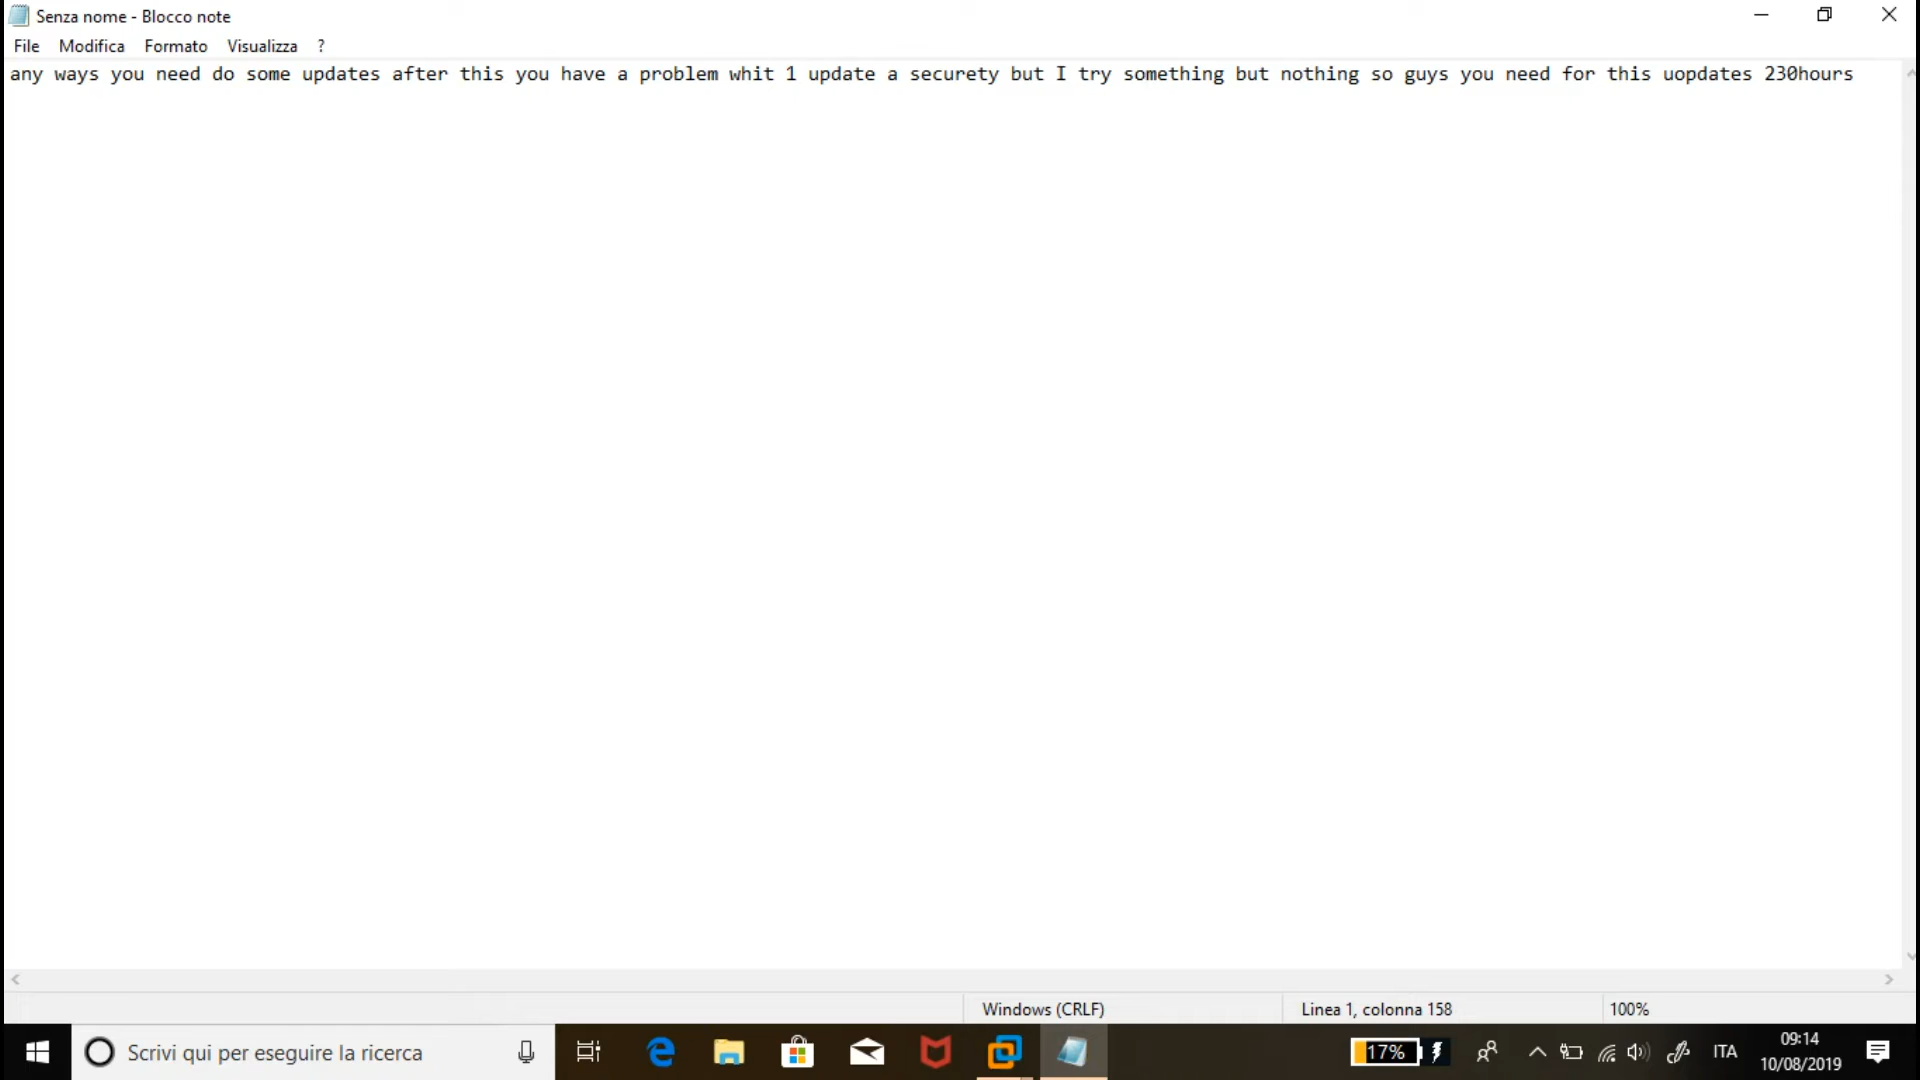 Senza nome - Blocco note
File Modifica Formato Visualizza ?
any ways you need do some updates after this you have a problem whit 1 update a securety but I try something but nothing so guys you need for this uopdates 230hours
Windows (CRLF) Linea 1, colonna 158 100%
Scrivi qui per eseguire la ricerca 17% ITA 09:14
10/08/2019